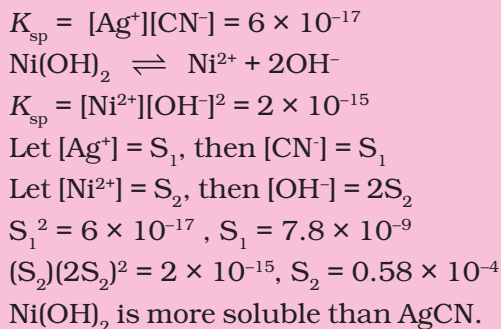 Kₛₚ = [Ag⁺][CN⁻] = 6 × 10⁻¹⁷
Ni(OH)₂ ⇌ Ni²⁺ + 2OH⁻
Kₛₚ = [Ni²⁺][OH⁻]² = 2 × 10⁻¹⁵
Let [Ag⁺] = S₁, then [CN⁻] = S₁
Let [Ni²⁺] = S₂, then [OH⁻] = 2S₂
S₁² = 6 × 10⁻¹⁷ , S₁ = 7.8 × 10⁻⁹
(S₂)(2S₂)² = 2 × 10⁻¹⁵, S₂ = 0.58 × 10⁻⁴
Ni(OH)₂ is more soluble than AgCN.